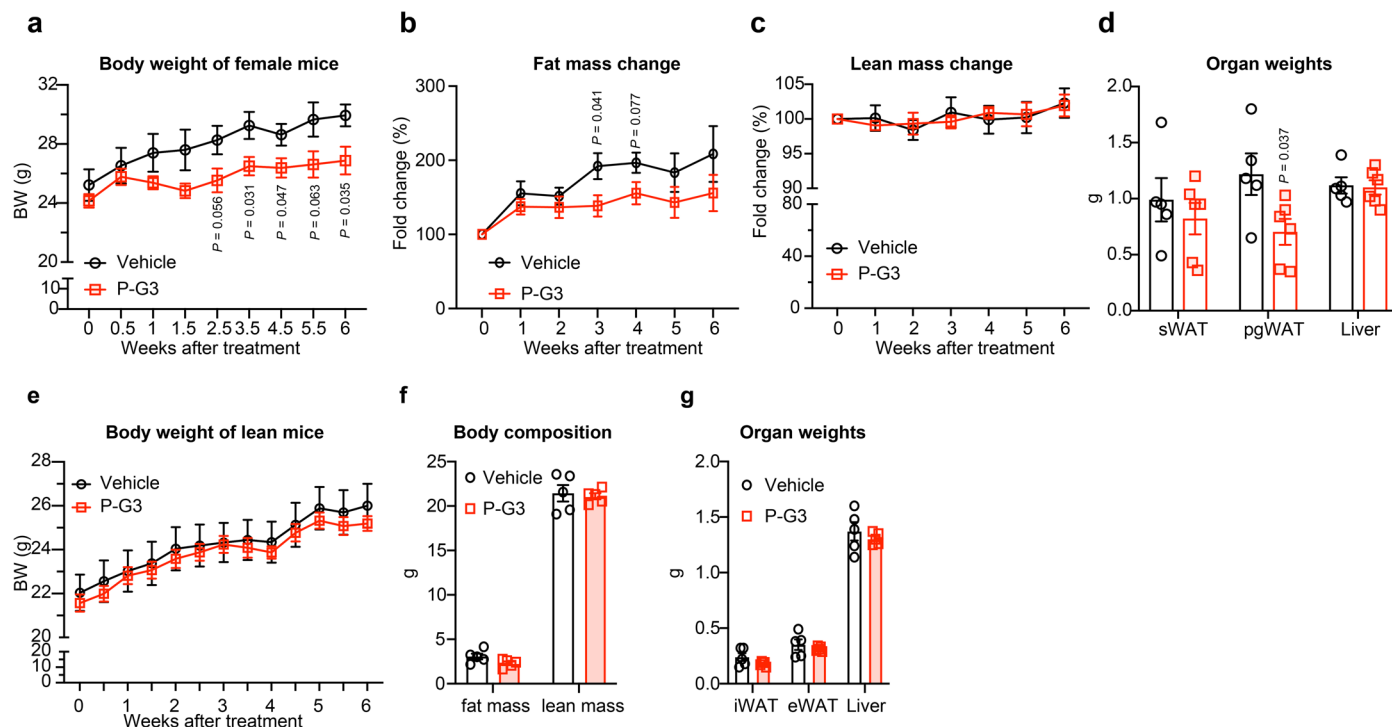 a
Body weight of female mice
BW (g)
32
30
28
26
24
22
20
10
0
P = 0.056
P = 0.031
P = 0.047
P = 0.063
P = 0.035
Vehicle
P-G3
0 0.5 1 1.5 2.5 3.5 4.5 5.5 6
Weeks after treatment
b
Fat mass change
Fold change (%)
300
200
100
0
P = 0.041
P = 0.077
Vehicle
P-G3
0 1 2 3 4 5 6
Weeks after treatment
c
Lean mass change
Fold change (%)
105
100
95
90
80
60
40
20
0
Vehicle
P-G3
0 1 2 3 4 5 6
Weeks after treatment
d
Organ weights
g
2.0
1.5
1.0
0.5
0.0
P = 0.037
sWAT pgWAT Liver
e
Body weight of lean mice
BW (g)
28
26
24
22
20
20
15
10
5
0
Vehicle
P-G3
0 1 2 3 4 5 6
Weeks after treatment
f
Body composition
g
25
20
15
10
5
0
Vehicle
P-G3
fat mass lean mass
g
Organ weights
g
2.0
1.5
1.0
0.5
0.0
Vehicle
P-G3
iWAT eWAT Liver